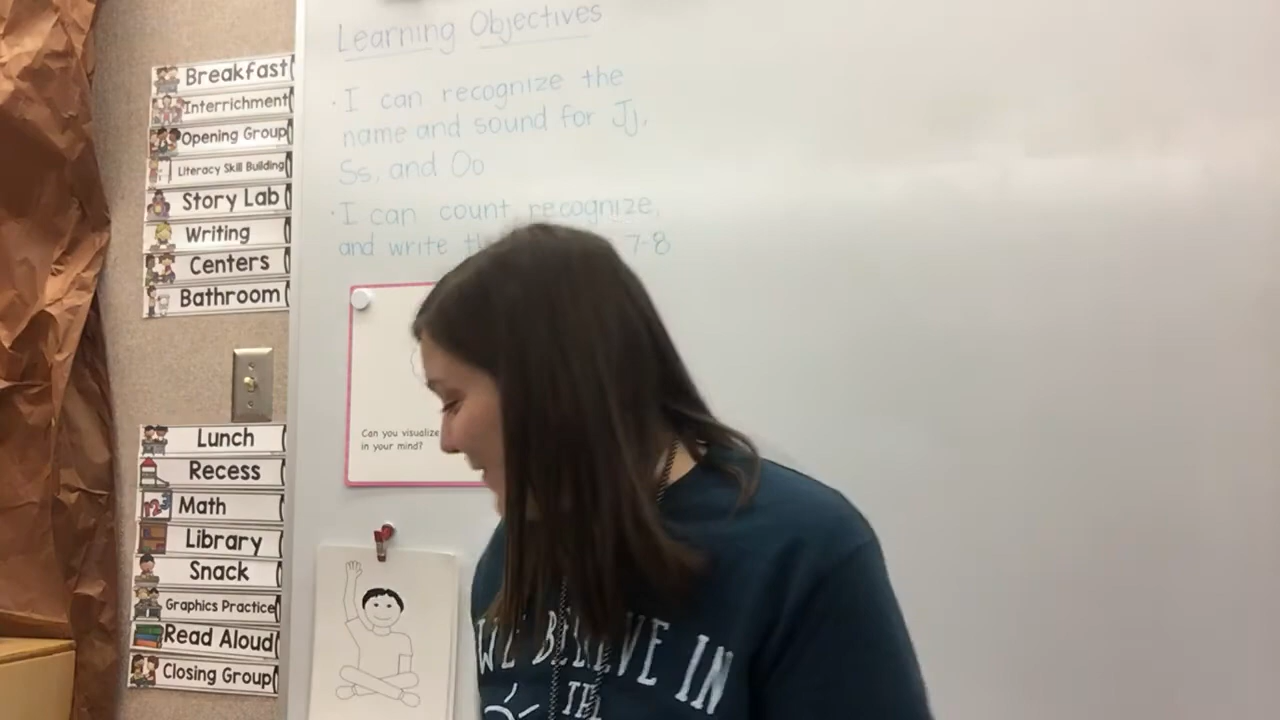 Learning Objectives
· I can recognize the
name and sound for Jj,
Ss, and Oo
· I can count recognize,
and write
7-8
Breakfast
Interrichment
Opening Group
Literacy Skill Building
Story Lab
Writing
Centers
Bathroom
Lunch
Recess
Math
Library
Snack
Graphics Practice
Read Aloud
Closing Group
Can you visualize
in your mind?
WE BELIEVE IN